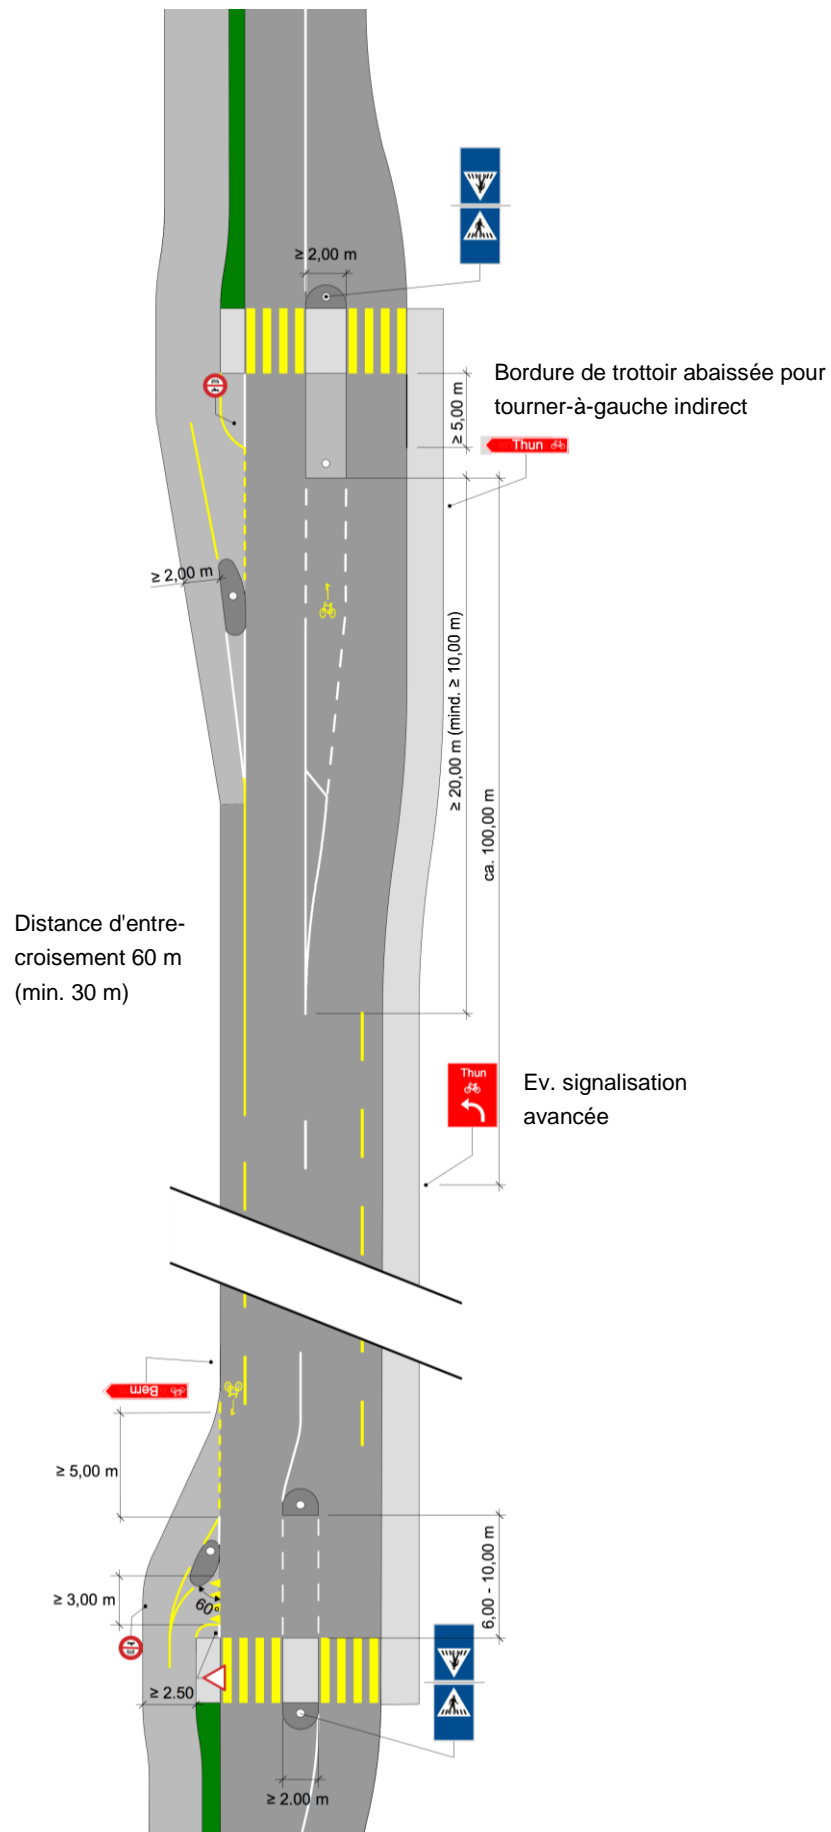 ≥ 2,00 m
Bordure de trottoir abaissée pour
tourner-à-gauche indirect
≥ 5,00 m
Thun
≥ 2,00 m
≥ 20,00 m (mind. ≥ 10,00 m)
ca. 100,00 m
Distance d'entre-
croisement 60 m
(min. 30 m)
Thun
Ev. signalisation
avancée
Bern
≥ 5,00 m
≥ 3,00 m
60°
6,00 - 10,00 m
≥ 2.50
≥ 2.00 m